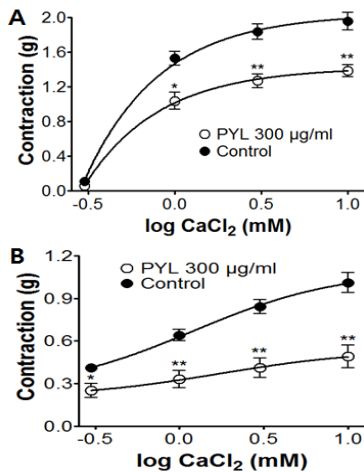 A
Contraction (g)
2.0
1.6
1.2
0.8
0.4
0.0
*
**
**
PYL 300 µg/ml
Control
-0.5 0.0 0.5 1.0
log CaCl₂ (mM)
B
Contraction (g)
1.2
0.9
0.6
0.3
0.0
PYL 300 µg/ml
Control
*
**
**
**
-0.5 0.0 0.5 1.0
log CaCl₂ (mM)